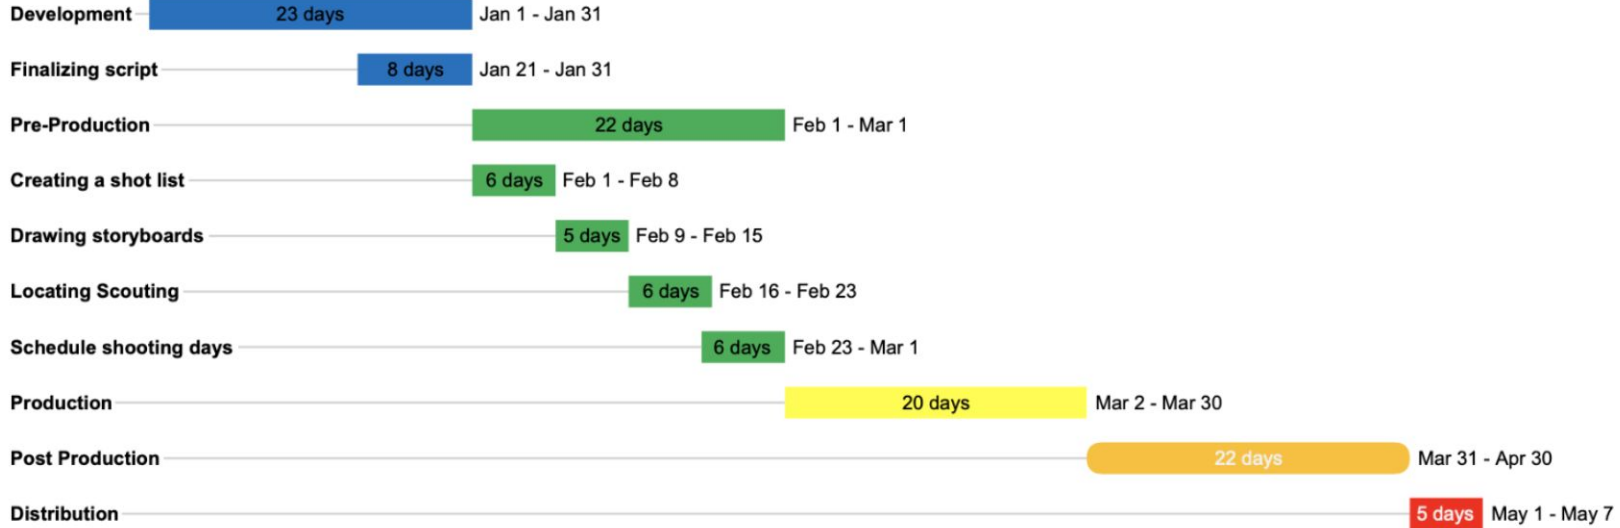 Development 23 days Jan 1 - Jan 31
Finalizing script 8 days Jan 21 - Jan 31
Pre-Production 22 days Feb 1 - Mar 1
Creating a shot list 6 days Feb 1 - Feb 8
Drawing storyboards 5 days Feb 9 - Feb 15
Locating Scouting 6 days Feb 16 - Feb 23
Schedule shooting days 6 days Feb 23 - Mar 1
Production 20 days Mar 2 - Mar 30
Post Production 22 days Mar 31 - Apr 30
Distribution 5 days May 1 - May 7